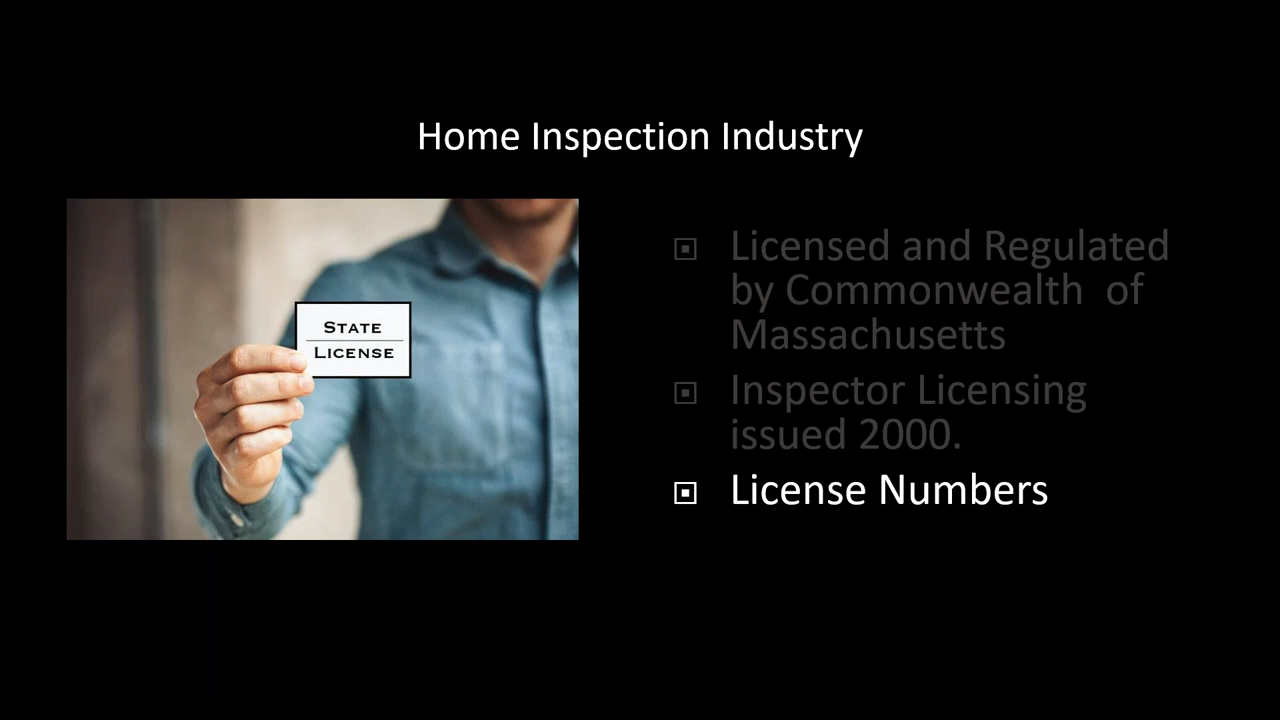 Home Inspection Industry
STATE
LICENSE
Licensed and Regulated
by Commonwealth of
Massachusetts
Inspector Licensing
issued 2000.
License Numbers